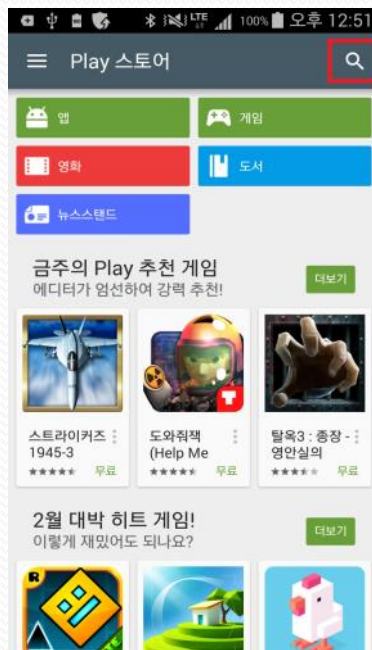 LTE 100% 오후 12:51
Play 스토어
앱 게임
영화 도서
뉴스스탠드
금주의 Play 추천 게임
에디터가 엄선하여 강력 추천!
더보기
스트라이커즈
1945-3
무료
도와줘잭
(Help Me
무료
탈옥3 : 종장 -
영안실의
무료
2월 대박 히트 게임!
이렇게 재밌어도 되나요?
더보기